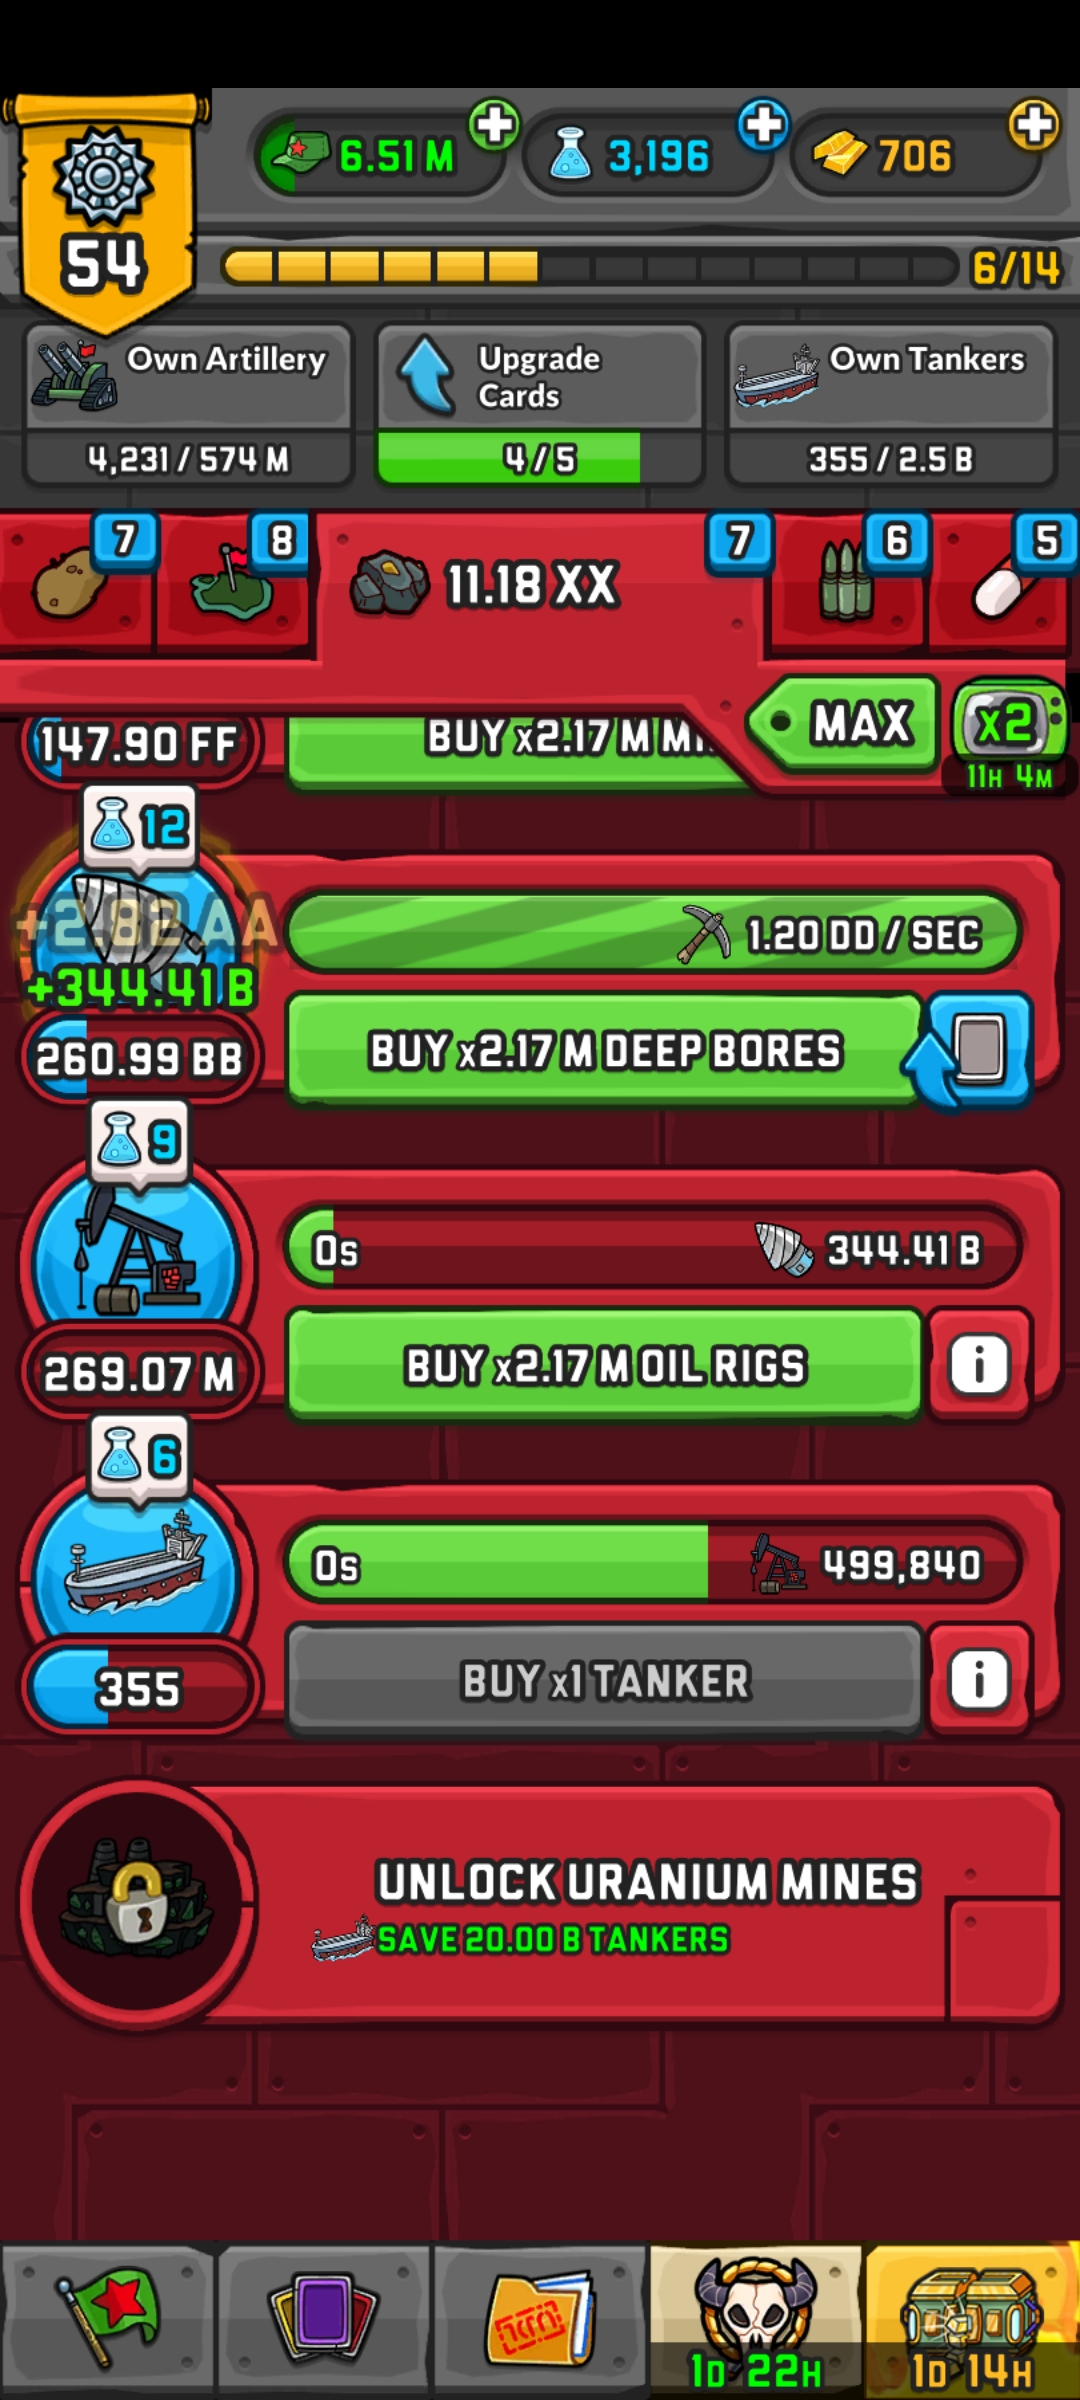 6.51 M
3,196
706
54
6/14
Own Artillery
4,231 / 574 M
Upgrade
Cards
4 / 5
Own Tankers
355 / 2.5 B
7
8
11.18 XX
7
6
5
MAX
x2
11H 4M
147.90 FF
BUY x2.17 M
12
+2.82 AA
+344.41 B
260.99 BB
1.20 DD / SEC
BUY x2.17 M DEEP BORES
9
269.07 M
0s
344.41 B
BUY x2.17 M OIL RIGS
i
6
355
0s
499,840
BUY x1 TANKER
i
UNLOCK URANIUM MINES
SAVE 20.00 B TANKERS
1D 22H
1D 14H